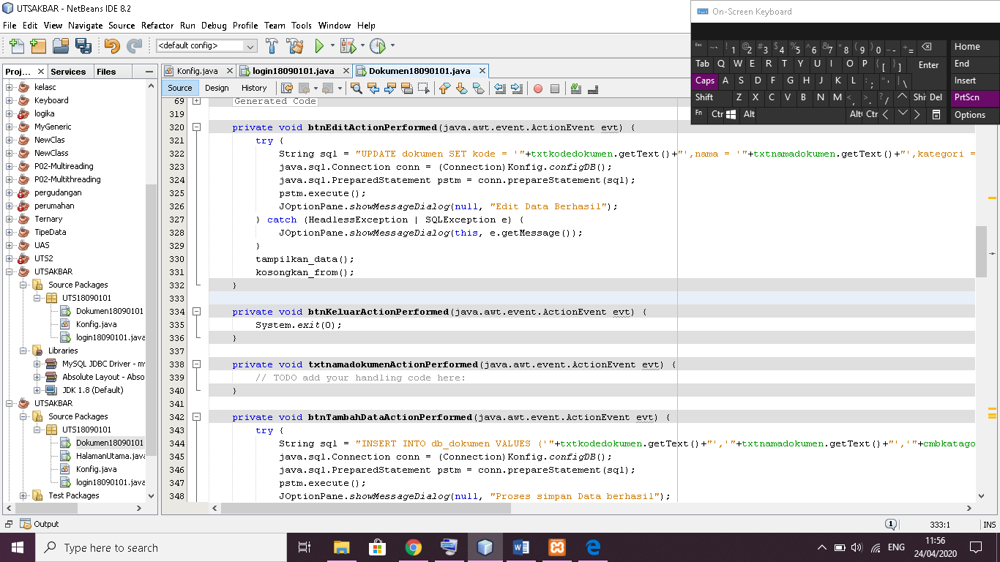 UTSAKBAR - NetBeans IDE 8.2
File Edit View Navigate Source Refactor Run Debug Profile Team Tools Window Help
<default config>
On-Screen Keyboard
Esc ~ ` ! 1 @ 2 # 3 $ 4 % 5 ^ 6 & 7 * 8 ( 9 ) 0 _ - + = Home
Tab Q W E R T Y U I O P { [ } ] Enter End
Caps A S D F G H J K L : ; " ' | \ Insert
Shift Z X C V B N M < , > . ? / Shi Del PrtScn
Fn Ctr Alt Alt Ctr Options
Proj... Services Files
Konfig.java login18090101.java Dokumen18090101.java
Source Design History
kelasc
Keyboard
logika
MyGeneric
NewClas
NewClass
P02-Multireading
P02-Multithreading
pergudangan
perumahan
Ternary
TipeData
UAS
UTS2
UTSAKBAR
Source Packages
UTS18090101
Dokumen18090101
Konfig.java
login18090101.java
Libraries
MySQL JDBC Driver - my
Absolute Layout - Abso
JDK 1.8 (Default)
UTSAKBAR
Source Packages
UTS18090101
Dokumen18090101
HalamanUtama.java
Konfig.java
login18090101.java
Test Packages
69 Generated Code
319
320 private void btnEditActionPerformed(java.awt.event.ActionEvent evt) {
321 try {
322 String sql = "UPDATE dokumen SET kode = '"+txtkodedokumen.getText()+"',nama = '"+txtnamadokumen.getText()+"',kategori =
323 java.sql.Connection conn = (Connection)Konfig.configDB();
324 java.sql.PreparedStatement pstm = conn.prepareStatement(sql);
325 pstm.execute();
326 JOptionPane.showMessageDialog(null, "Edit Data Berhasil");
327 } catch (HeadlessException | SQLException e) {
328 JOptionPane.showMessageDialog(this, e.getMessage());
329 }
330 tampilkan_data();
331 kosongkan_from();
332 }
333
334 private void btnKeluarActionPerformed(java.awt.event.ActionEvent evt) {
335 System.exit(0);
336 }
337
338 private void txtnamadokumenActionPerformed(java.awt.event.ActionEvent evt) {
339 // TODO add your handling code here:
340 }
341
342 private void btnTambahDataActionPerformed(java.awt.event.ActionEvent evt) {
343 try {
344 String sql = "INSERT INTO db_dokumen VALUES ('"+txtkodedokumen.getText()+"','"+txtnamadokumen.getText()+"','"+cmbkatago
345 java.sql.Connection conn = (Connection)Konfig.configDB();
346 java.sql.PreparedStatement pstm = conn.prepareStatement(sql);
347 pstm.execute();
348 JOptionPane.showMessageDialog(null, "Proses simpan Data berhasil");
Output
1 333:1 INS
Type here to search
ENG
11:56
24/04/2020